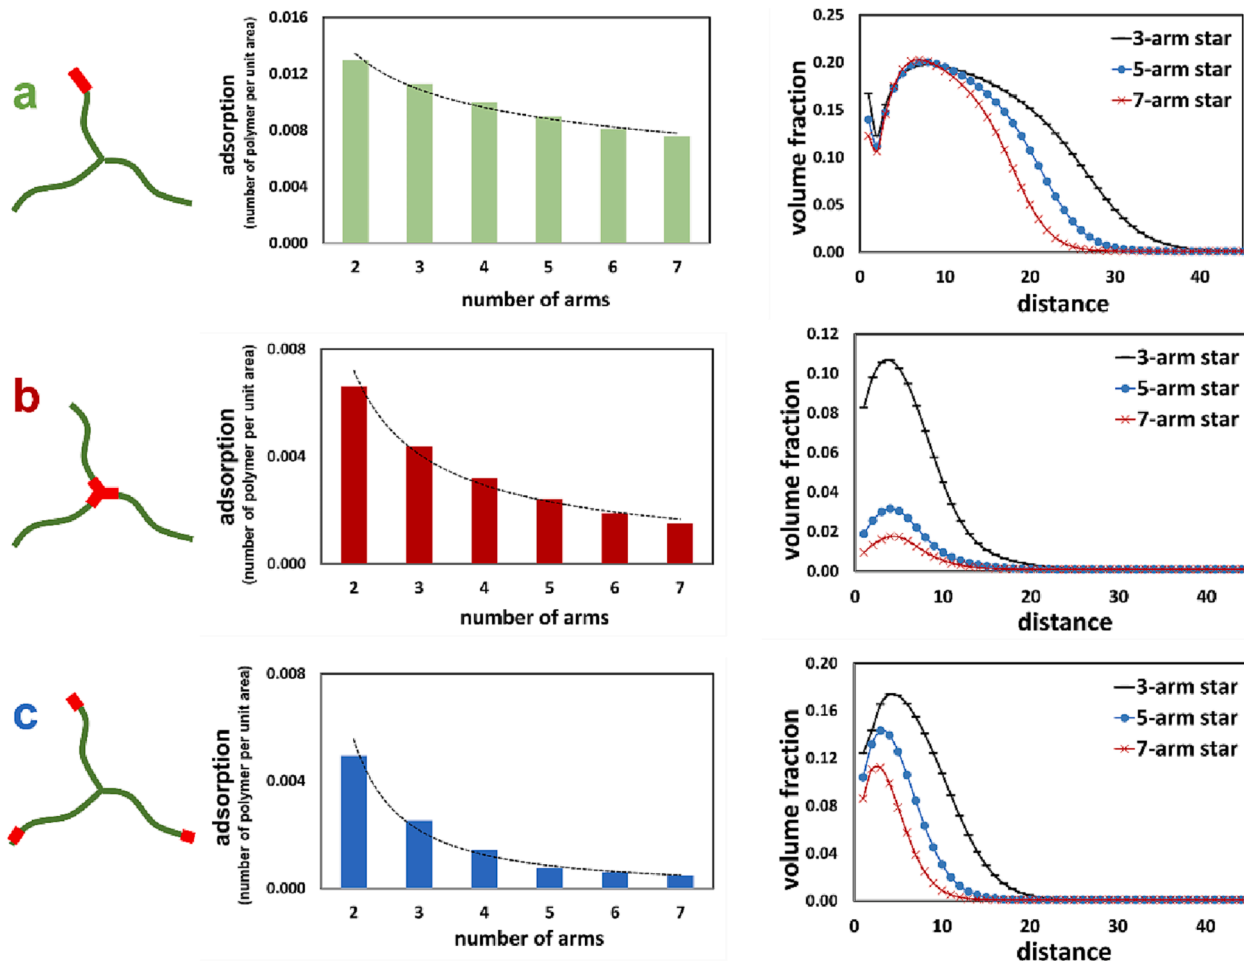 a
adsorption
(number of polymer per unit area)
0.016
0.012
0.008
0.004
0.000
2 3 4 5 6 7
number of arms
volume fraction
0.25
0.20
0.15
0.10
0.05
0.00
3-arm star
5-arm star
7-arm star
0 10 20 30 40
distance
b
adsorption
(number of polymer per unit area)
0.008
0.004
0.000
2 3 4 5 6 7
number of arms
volume fraction
0.12
0.10
0.08
0.06
0.04
0.02
0.00
3-arm star
5-arm star
7-arm star
0 10 20 30 40
distance
c
adsorption
(number of polymer per unit area)
0.008
0.004
0.000
2 3 4 5 6 7
number of arms
volume fraction
0.20
0.16
0.12
0.08
0.04
0.00
3-arm star
5-arm star
7-arm star
0 10 20 30 40
distance